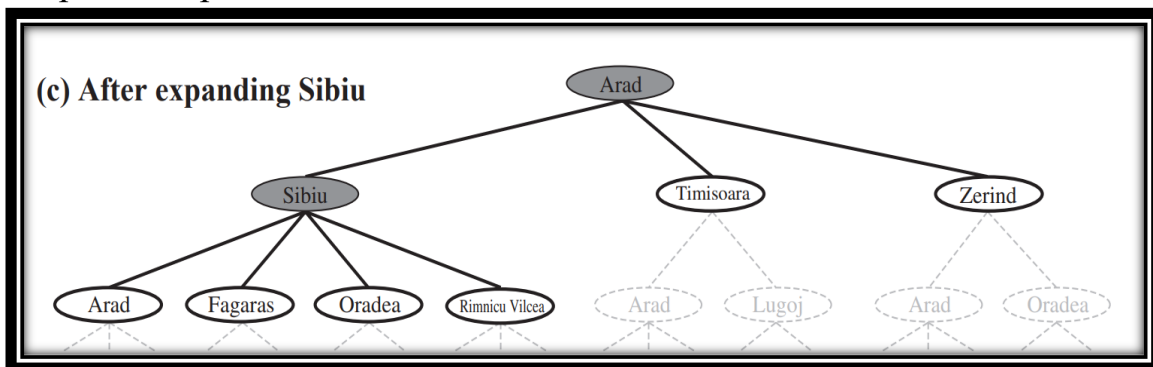 (c) After expanding Sibiu
Arad
Sibiu
Timisoara
Zerind
Arad
Fagaras
Oradea
Rimnicu Vilcea
Arad
Lugoj
Arad
Oradea